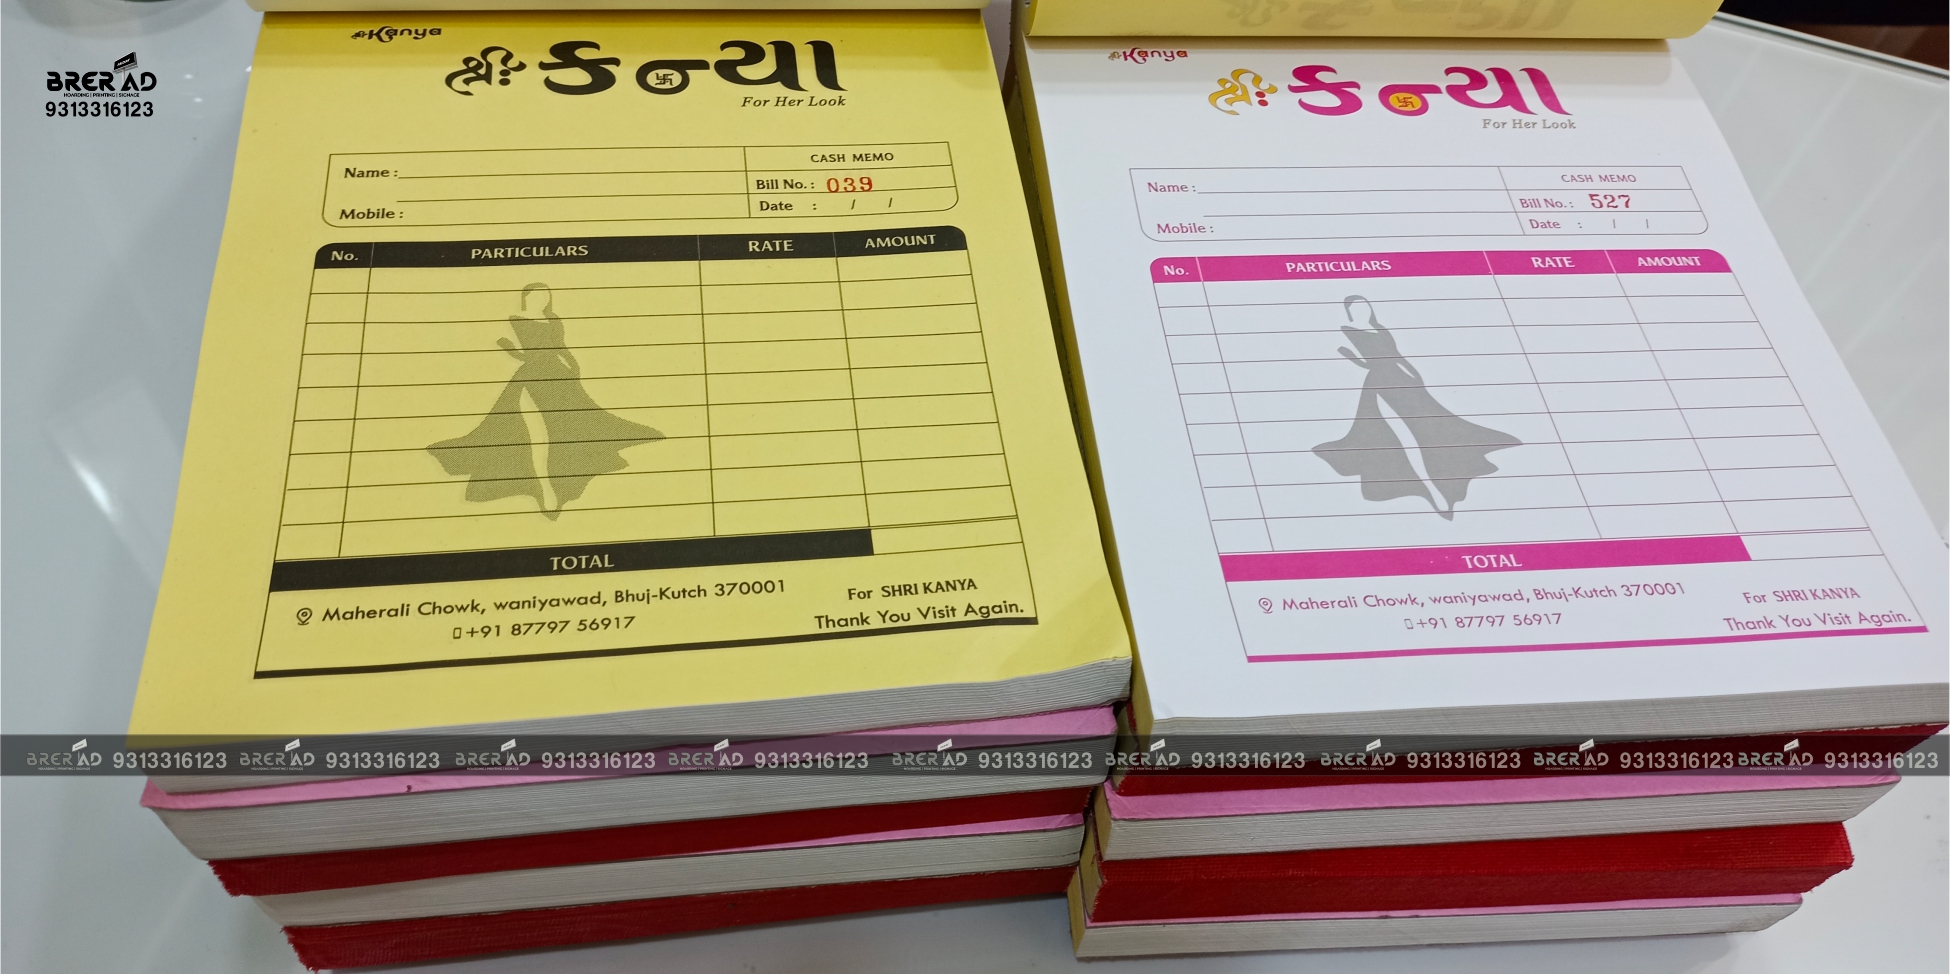 BRER AD
HOARDING | PRINTING | SIGNAGE
9313316123
શ્રી Kanya
શ્રીઃ કન્યા
For Her Look
Name :
Mobile :
CASH MEMO
Bill No. : 039
Date : / /
No. PARTICULARS RATE AMOUNT
TOTAL
Maherali Chowk, waniyawad, Bhuj-Kutch 370001
+91 87797 56917
For SHRI KANYA
Thank You Visit Again.
શ્રી Kanya
શ્રીઃ કન્યા
For Her Look
Name :
Mobile :
CASH MEMO
Bill No. : 527
Date : / /
No. PARTICULARS RATE AMOUNT
TOTAL
Maherali Chowk, waniyawad, Bhuj-Kutch 370001
+91 87797 56917
For SHRI KANYA
Thank You Visit Again.
BRER AD 9313316123 BRER AD 9313316123 BRER AD 9313316123 BRER AD 9313316123 BRER AD 9313316123 BRER AD 9313316123 BRER AD 9313316123 BRER AD 9313316123 BRER AD 9313316123